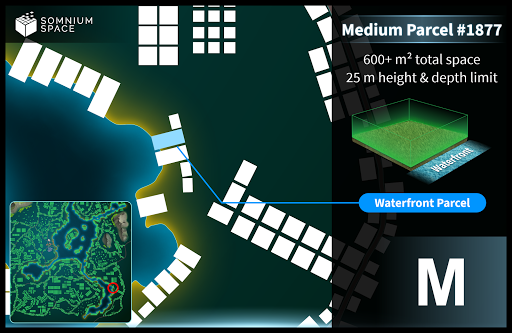 SOMNIUM
SPACE
Medium Parcel #1877
600+ m² total space
25 m height & depth limit
Waterfront
Waterfront Parcel
M